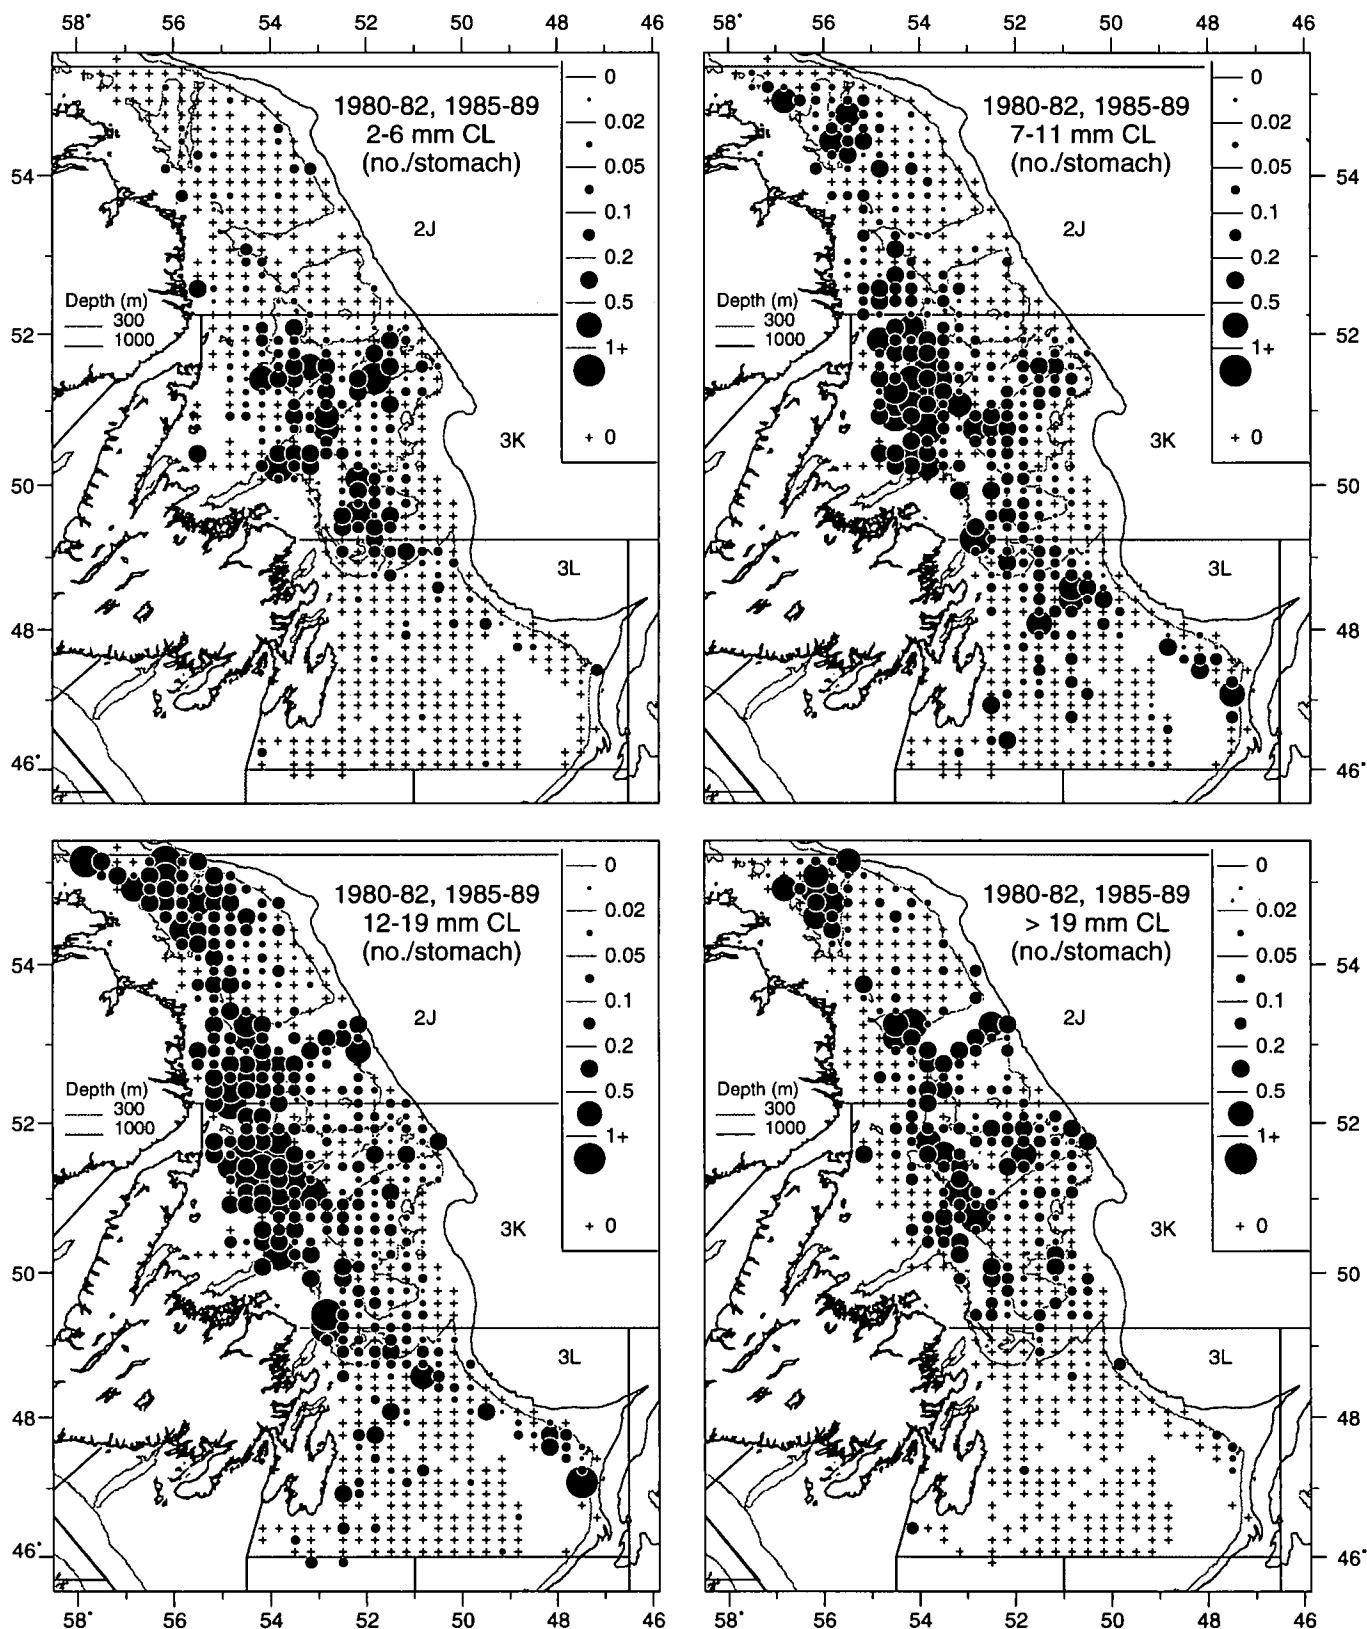 58° 56 54 52 50 48 46
58° 56 54 52 50 48 46
1980-82, 1985-89
2-6 mm CL
(no./stomach)
0
0.02
0.05
0.1
0.2
0.5
1+
+ 0
54
2J
Depth (m)
300
1000
52
3K
50
3L
48
46°
1980-82, 1985-89
7-11 mm CL
(no./stomach)
0
0.02
0.05
0.1
0.2
0.5
1+
+ 0
54
2J
Depth (m)
300
1000
52
3K
50
3L
48
46°
1980-82, 1985-89
12-19 mm CL
(no./stomach)
0
0.02
0.05
0.1
0.2
0.5
1+
+ 0
54
2J
Depth (m)
300
1000
52
3K
50
3L
48
46°
1980-82, 1985-89
> 19 mm CL
(no./stomach)
0
0.02
0.05
0.1
0.2
0.5
1+
+ 0
54
2J
Depth (m)
300
1000
52
3K
50
3L
48
46°
58° 56 54 52 50 48 46
58° 56 54 52 50 48 46